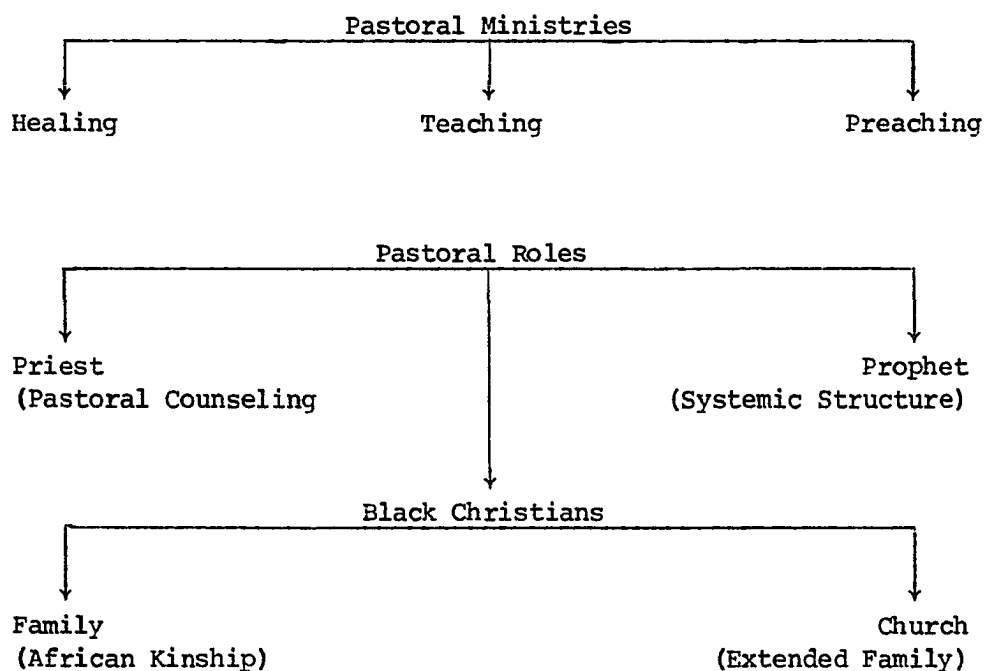 Pastoral Ministries
Healing Teaching Preaching
Pastoral Roles
Priest Prophet
(Pastoral Counseling (Systemic Structure)
Black Christians
Family Church
(African Kinship) (Extended Family)